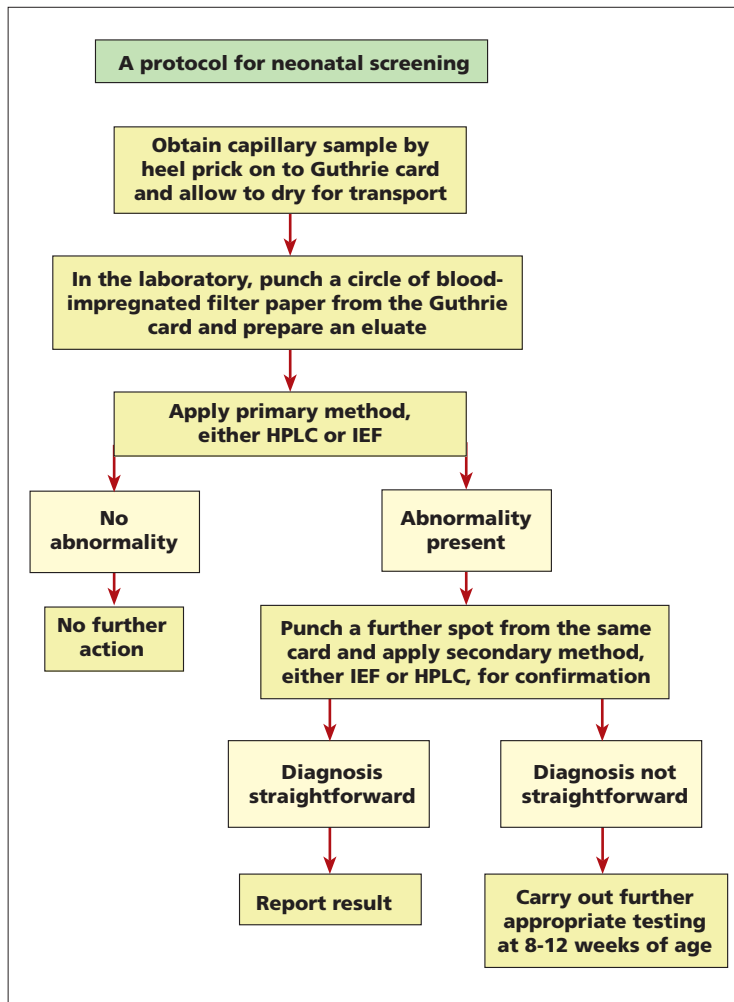 A protocol for neonatal screening
Obtain capillary sample by
heel prick on to Guthrie card
and allow to dry for transport
In the laboratory, punch a circle of blood-
impregnated filter paper from the Guthrie
card and prepare an eluate
Apply primary method,
either HPLC or IEF
No
abnormality
Abnormality
present
No further
action
Punch a further spot from the same
card and apply secondary method,
either IEF or HPLC, for confirmation
Diagnosis
straightforward
Diagnosis not
straightforward
Report result
Carry out further
appropriate testing
at 8-12 weeks of age